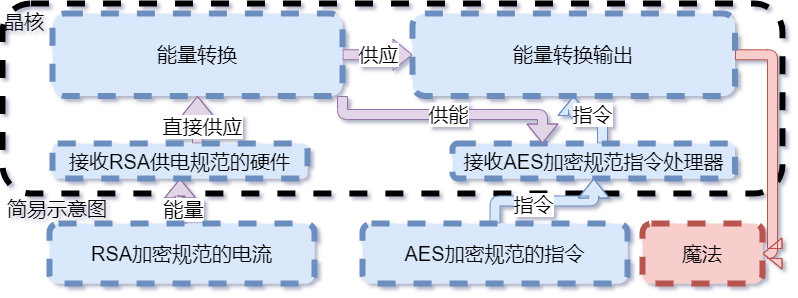 晶核
能量转换
供应
能量转换输出
供能
指令
直接供应
接收RSA供电规范的硬件
接收AES加密规范指令处理器
简易示意图
能量
指令
RSA加密规范的电流
AES加密规范的指令
魔法